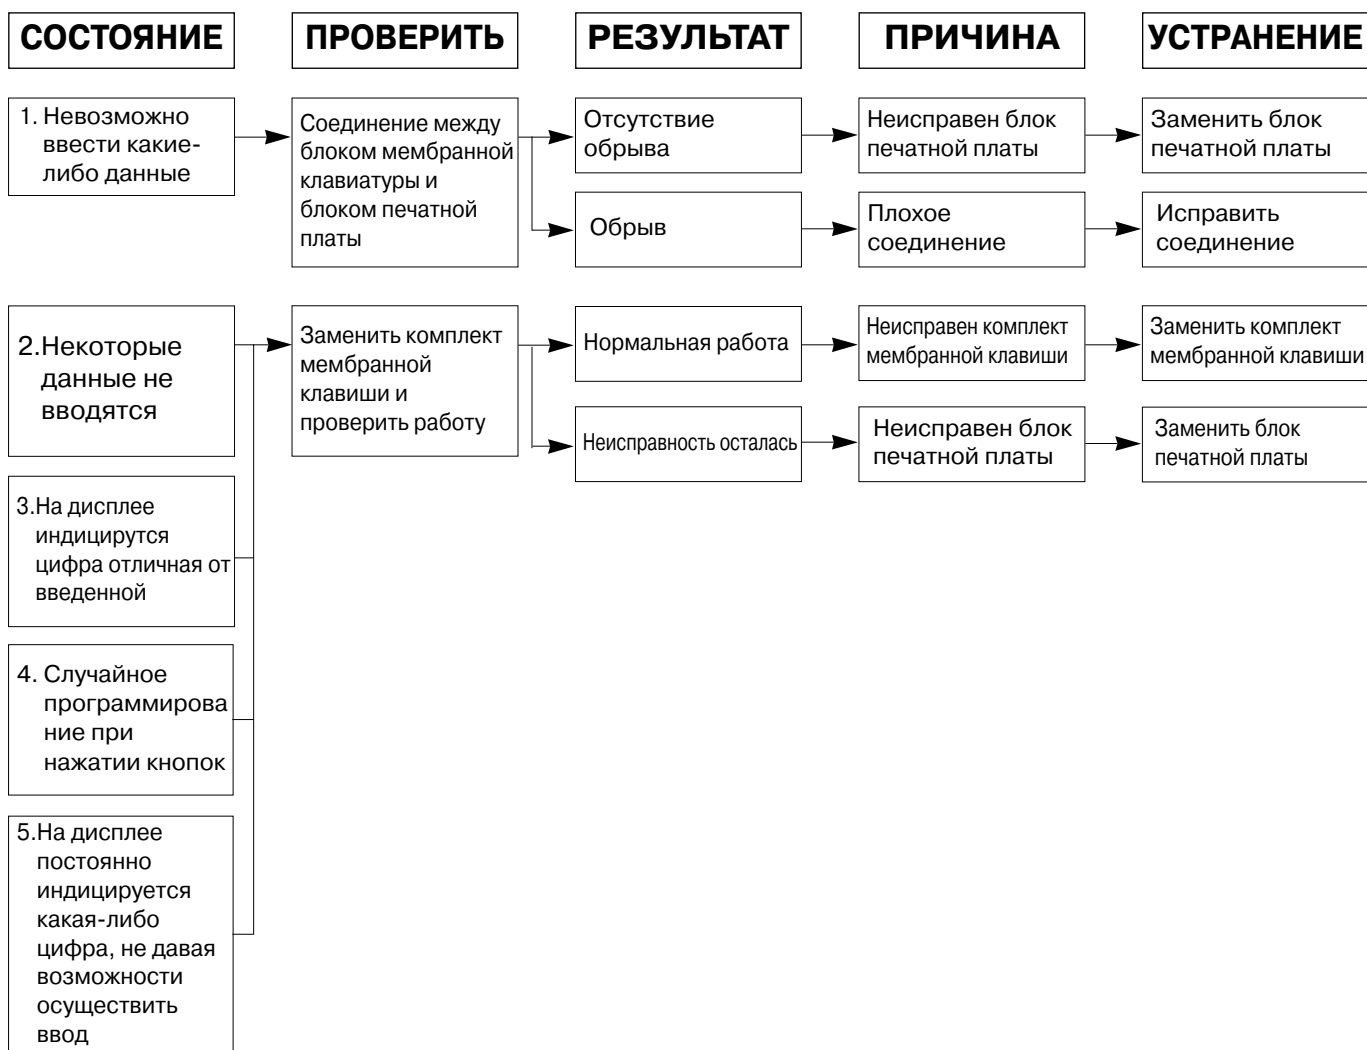 СОСТОЯНИЕ
ПРОВЕРИТЬ
РЕЗУЛЬТАТ
ПРИЧИНА
УСТРАНЕНИЕ
1. Невозможно
ввести какие-
либо данные
Соединение между
блоком мембранной
клавиатуры и
блоком печатной
платы
Отсутствие
обрыва
Неисправен блок
печатной платы
Заменить блок
печатной платы
Обрыв
Плохое
соединение
Исправить
соединение
2.Некоторые
данные не
вводятся
Заменить комплект
мембранной
клавиши и
проверить работу
Нормальная работа
Неисправен комплект
мембранной клавиши
Заменить комплект
мембранной клавиши
Неисправность осталась
Неисправен блок
печатной платы
Заменить блок
печатной платы
3.На дисплее
индицирутся
цифра отличная от
введенной
4. Случайное
программирова
ние при
нажатии кнопок
5.На дисплее
постоянно
индицируется
какая-либо
цифра, не давая
возможности
осуществить
ввод